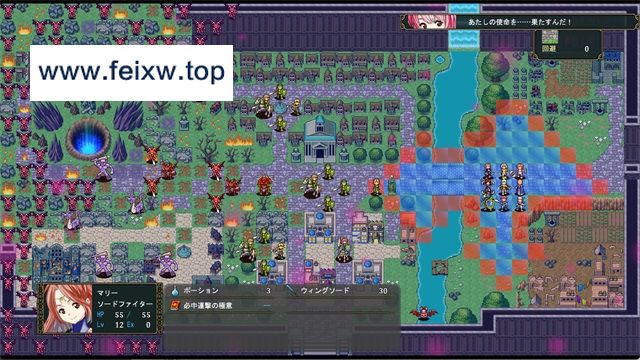 あたしの使命を……果たすんだ！
回避 0
www.feixw.top
マリー
ソードファイター
HP 55 / 55
Lv 12 Ex 0
ポーション 3 ウィングソード 30
必中連撃の極意 —